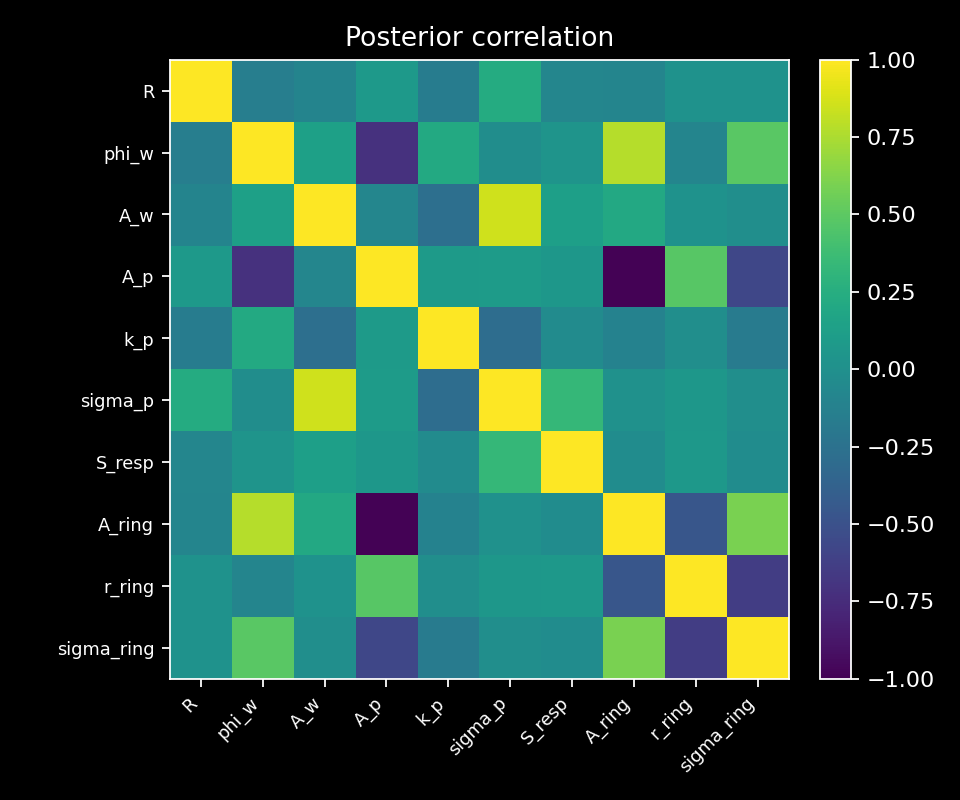 Posterior correlation
R
phi_w
A_w
A_p
k_p
sigma_p
S_resp
A_ring
r_ring
sigma_ring
R
phi_w
A_w
A_p
k_p
sigma_p
S_resp
A_ring
r_ring
sigma_ring
1.00
0.75
0.50
0.25
0.00
−0.25
−0.50
−0.75
−1.00